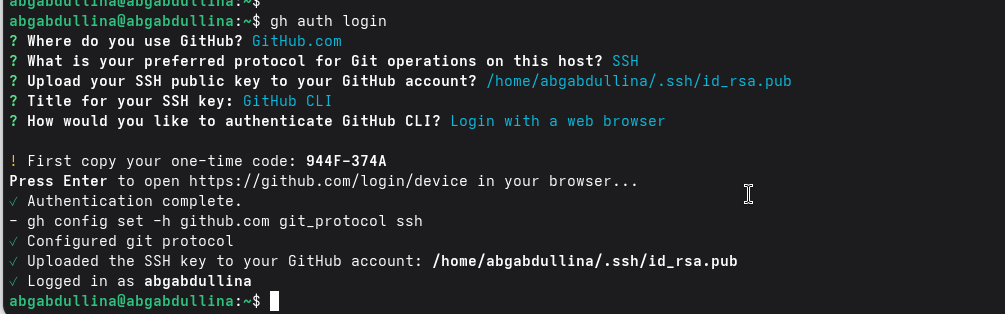 abgabdullina@abgabdullina:~$
abgabdullina@abgabdullina:~$ gh auth login
? Where do you use GitHub? GitHub.com
? What is your preferred protocol for Git operations on this host? SSH
? Upload your SSH public key to your GitHub account? /home/abgabdullina/.ssh/id_rsa.pub
? Title for your SSH key: GitHub CLI
? How would you like to authenticate GitHub CLI? Login with a web browser
! First copy your one-time code: 944F-374A
Press Enter to open https://github.com/login/device in your browser...
✓ Authentication complete.
- gh config set -h github.com git_protocol ssh
✓ Configured git protocol
✓ Uploaded the SSH key to your GitHub account: /home/abgabdullina/.ssh/id_rsa.pub
✓ Logged in as abgabdullina
abgabdullina@abgabdullina:~$